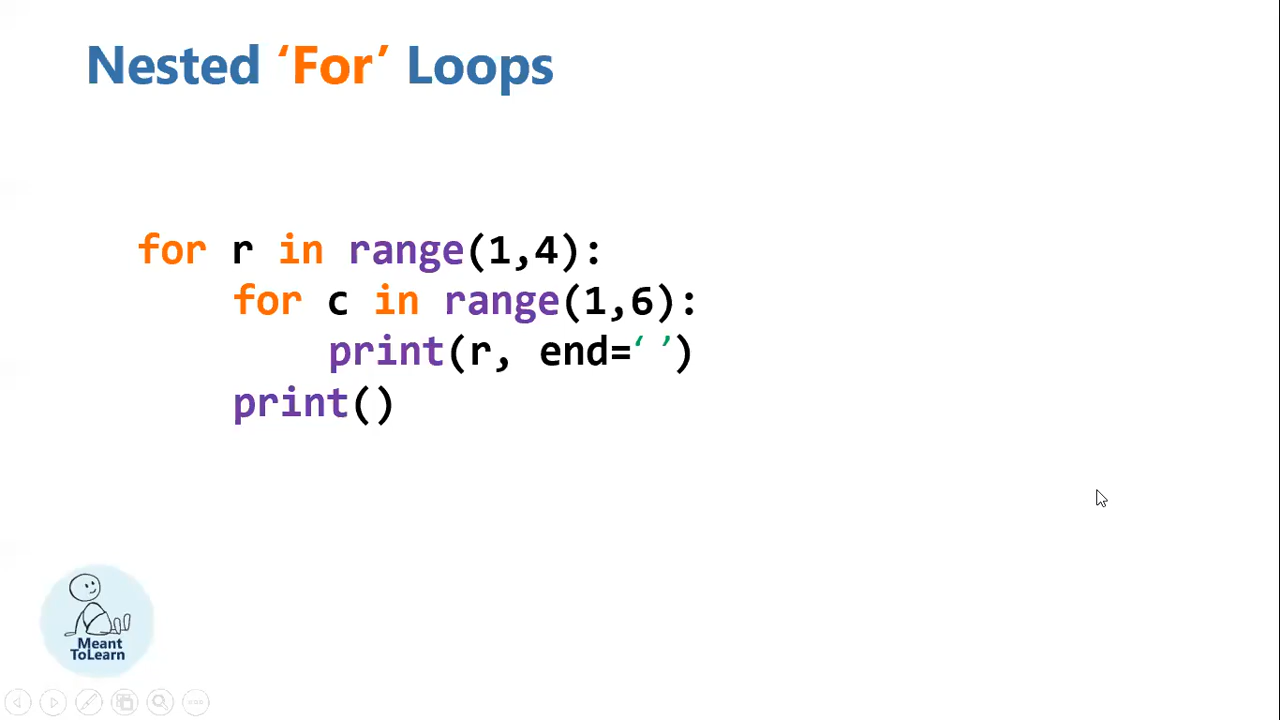 Nested ‘For’ Loops
for r in range(1,4):
    for c in range(1,6):
        print(r, end=‘ ’)
    print()
Meant
ToLearn